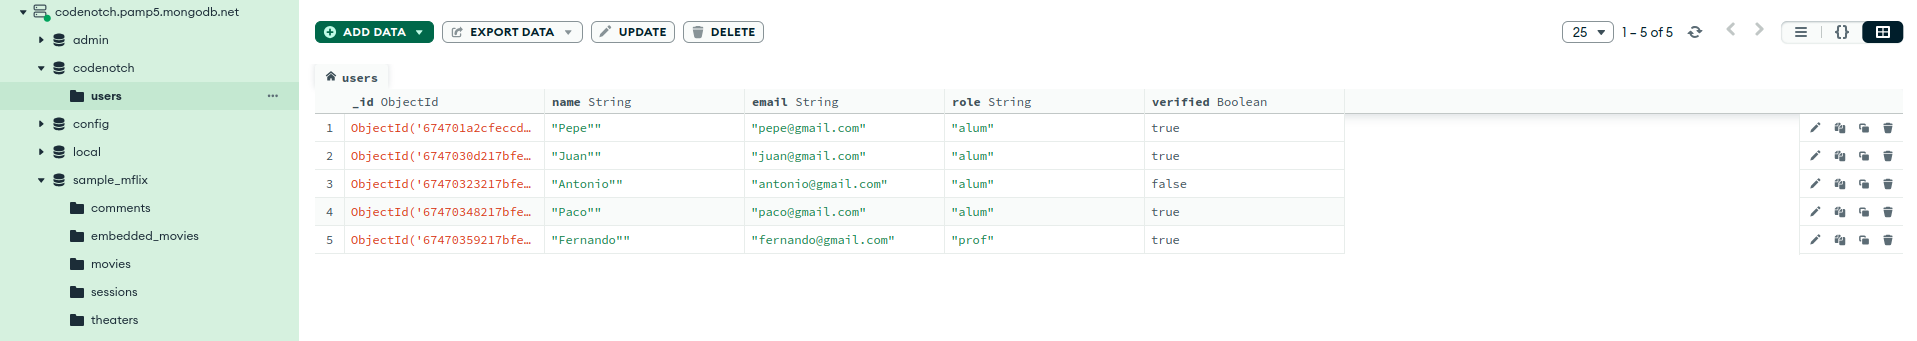 codenotch.pamp5.mongodb.net
admin
codenotch
users
config
local
sample_mflix
comments
embedded_movies
movies
sessions
theaters
ADD DATA EXPORT DATA UPDATE DELETE 25 1 – 5 of 5 {}
users
_id ObjectId name String email String role String verified Boolean
1 ObjectId('674701a2cfeccd… "Pepe"" "pepe@gmail.com" "alum" true
2 ObjectId('6747030d217bfe… "Juan"" "juan@gmail.com" "alum" true
3 ObjectId('67470323217bfe… "Antonio"" "antonio@gmail.com" "alum" false
4 ObjectId('67470348217bfe… "Paco"" "paco@gmail.com" "alum" true
5 ObjectId('67470359217bfe… "Fernando"" "fernando@gmail.com" "prof" true